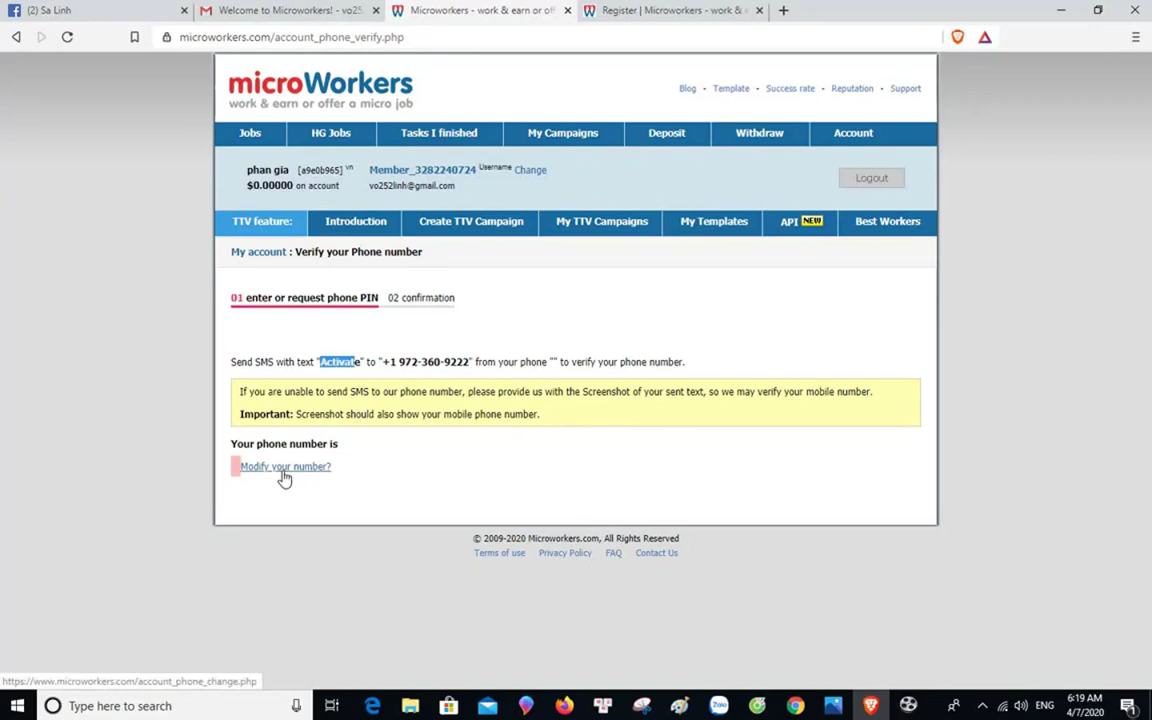 (2) Sa Linh
Welcome to Microworkers! - vo25
Microworkers - work & earn or off
Register | Microworkers - work & e
microworkers.com/account_phone_verify.php
microWorkers
work & earn or offer a micro job
Blog - Template - Success rate - Reputation - Support
Jobs
HG Jobs
Tasks I finished
My Campaigns
Deposit
Withdraw
Account
phan gia [a9e0b965] vn
Member_3282240724 Username Change
$0.00000 on account
vo252linh@gmail.com
Logout
TTV feature:
Introduction
Create TTV Campaign
My TTV Campaigns
My Templates
API NEW
Best Workers
My account : Verify your Phone number
01 enter or request phone PIN 02 confirmation
Send SMS with text "Activate" to "+1 972-360-9222" from your phone "" to verify your phone number.
If you are unable to send SMS to our phone number, please provide us with the Screenshot of your sent text, so we may verify your mobile number.
Important: Screenshot should also show your mobile phone number.
Your phone number is
Modify your number?
© 2009-2020 Microworkers.com, All Rights Reserved
Terms of use Privacy Policy FAQ Contact Us
https://www.microworkers.com/account_phone_change.php
Type here to search
Zalo
ENG
6:19 AM
4/7/2020